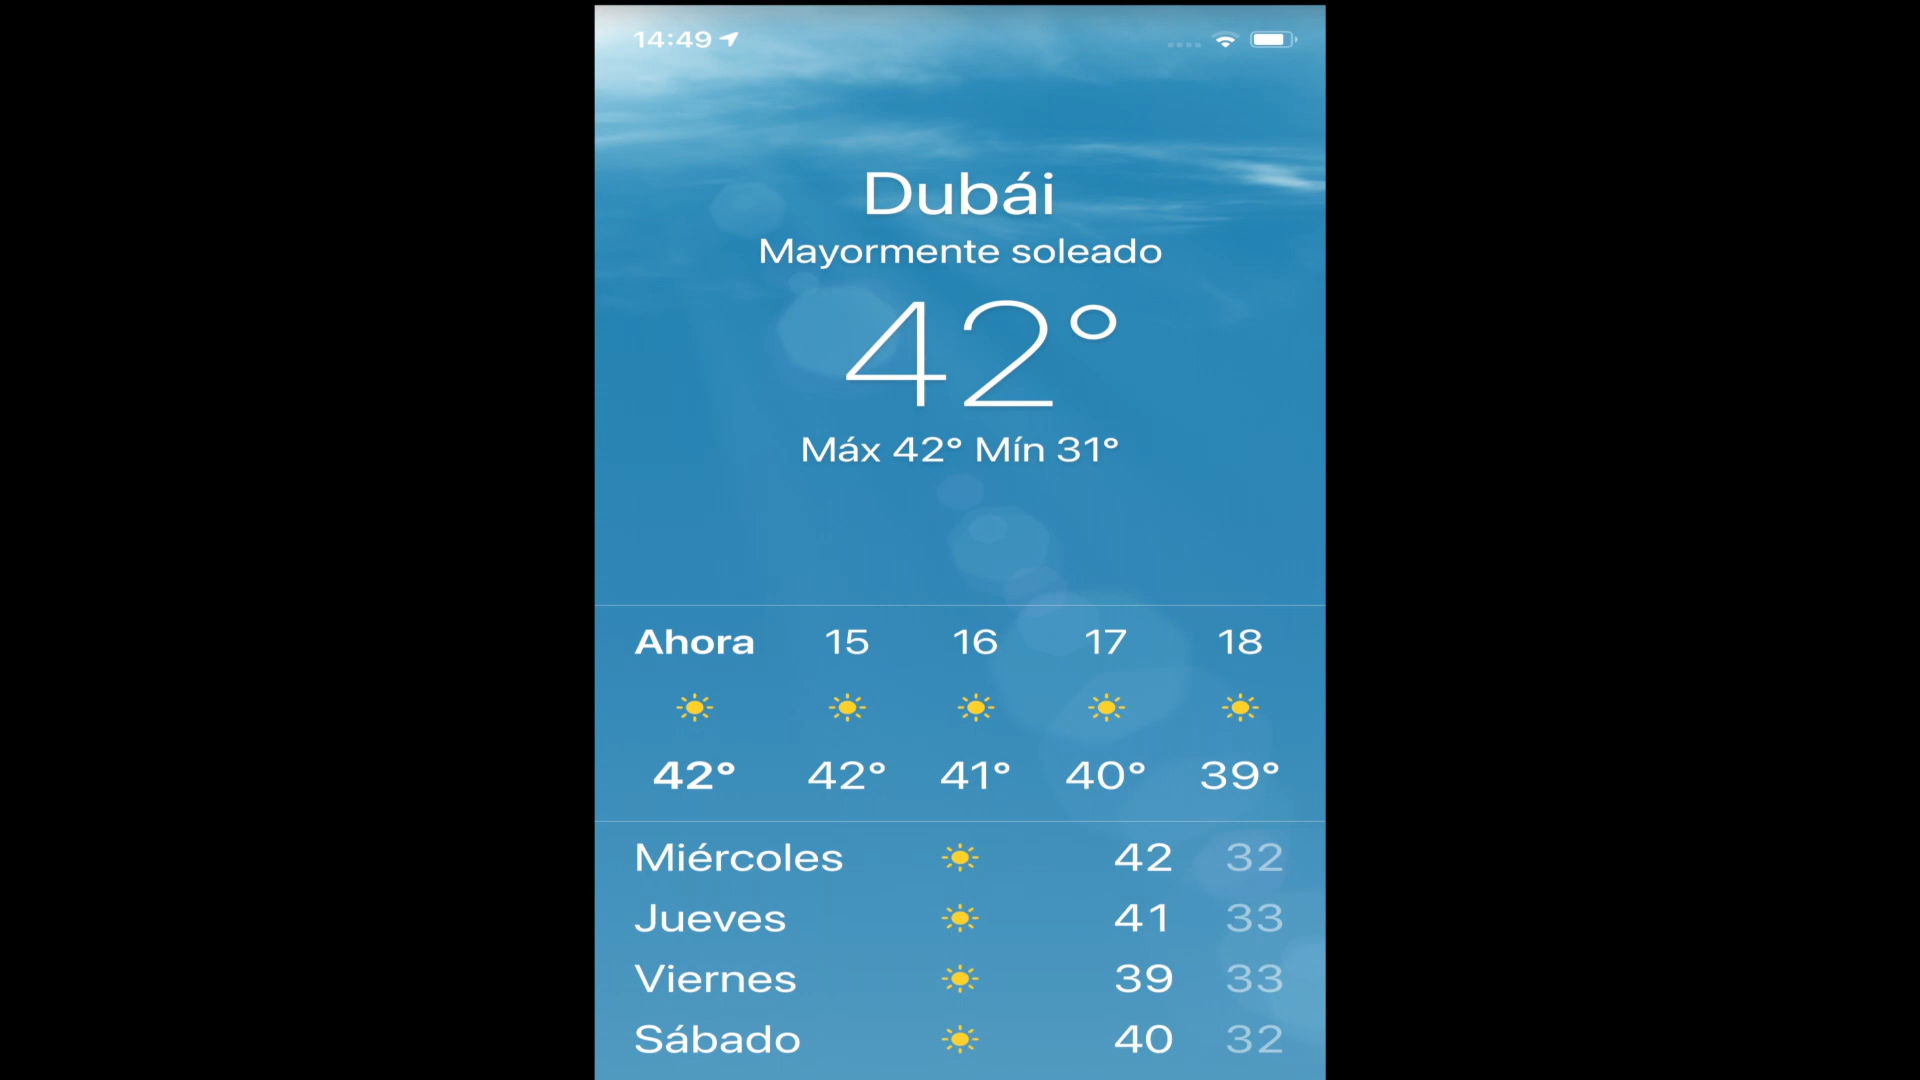 14:49
Dubái
Mayormente soleado
42°
Máx 42° Mín 31°
Ahora 15 16 17 18
42° 42° 41° 40° 39°
Miércoles 42 32
Jueves 41 33
Viernes 39 33
Sábado 40 32